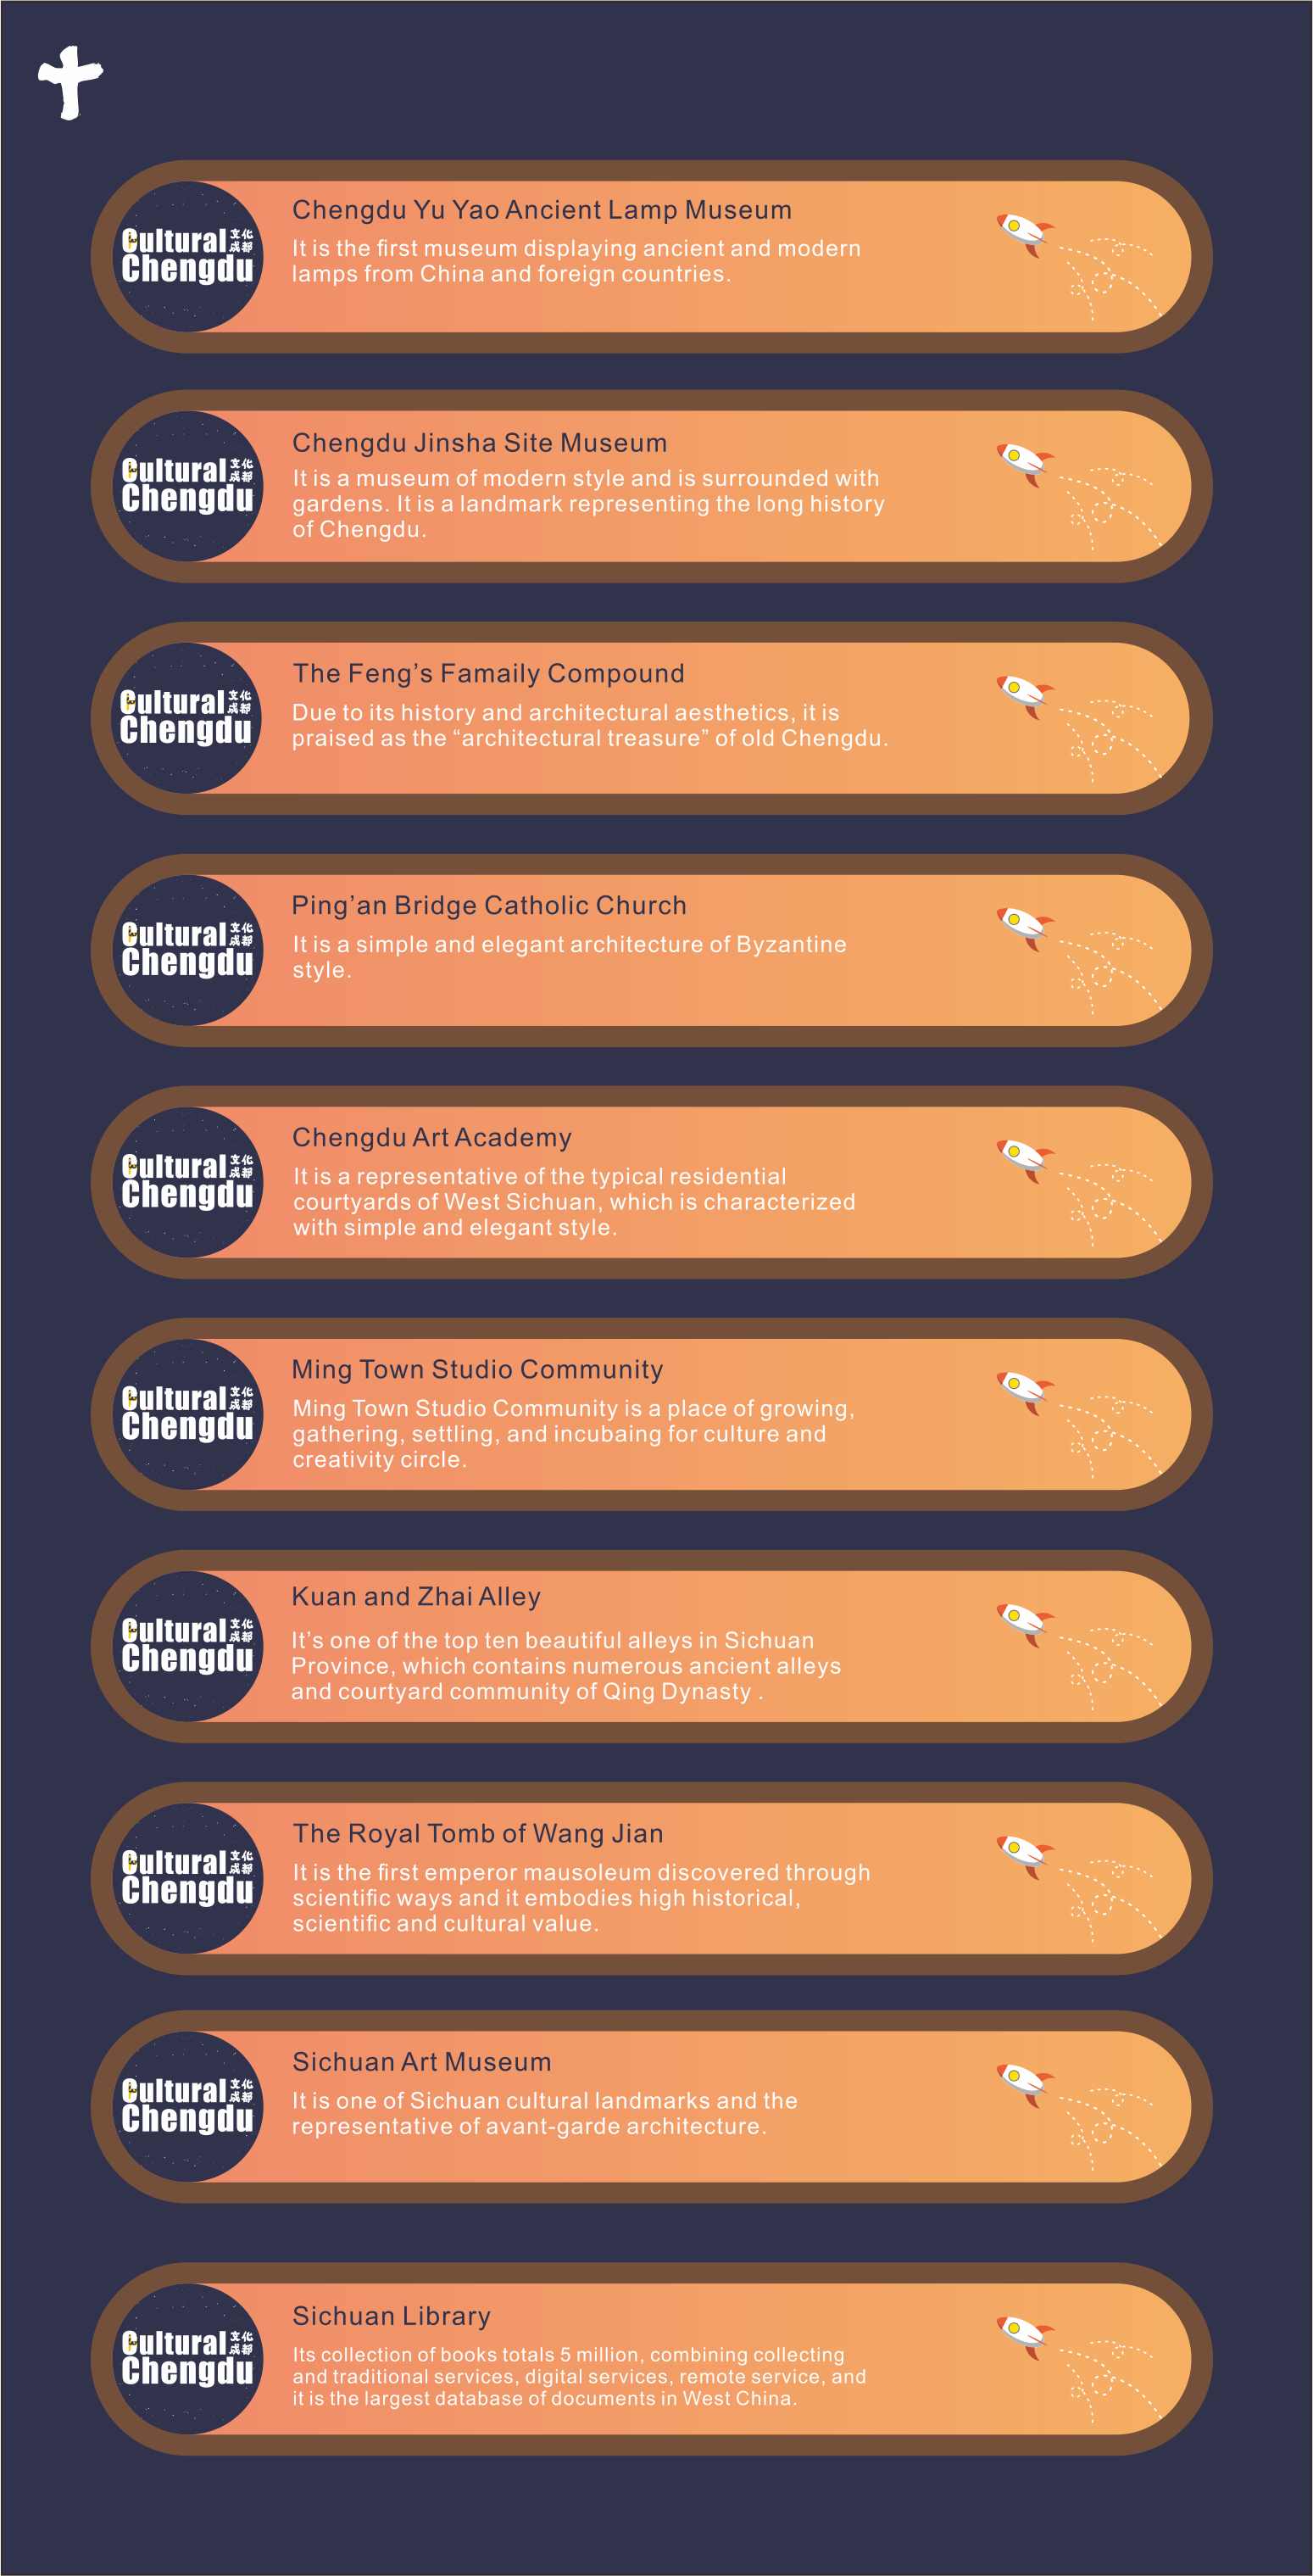 十
Cultural 文化
in 成都
Chengdu
Chengdu Yu Yao Ancient Lamp Museum
It is the first museum displaying ancient and modern
lamps from China and foreign countries.
Cultural 文化
in 成都
Chengdu
Chengdu Jinsha Site Museum
It is a museum of modern style and is surrounded with
gardens. It is a landmark representing the long history
of Chengdu.
Cultural 文化
in 成都
Chengdu
The Feng’s Famaily Compound
Due to its history and architectural aesthetics, it is
praised as the “architectural treasure” of old Chengdu.
Cultural 文化
in 成都
Chengdu
Ping’an Bridge Catholic Church
It is a simple and elegant architecture of Byzantine
style.
Cultural 文化
in 成都
Chengdu
Chengdu Art Academy
It is a representative of the typical residential
courtyards of West Sichuan, which is characterized
with simple and elegant style.
Cultural 文化
in 成都
Chengdu
Ming Town Studio Community
Ming Town Studio Community is a place of growing,
gathering, settling, and incubaing for culture and
creativity circle.
Cultural 文化
in 成都
Chengdu
Kuan and Zhai Alley
It’s one of the top ten beautiful alleys in Sichuan
Province, which contains numerous ancient alleys
and courtyard community of Qing Dynasty .
Cultural 文化
in 成都
Chengdu
The Royal Tomb of Wang Jian
It is the first emperor mausoleum discovered through
scientific ways and it embodies high historical,
scientific and cultural value.
Cultural 文化
in 成都
Chengdu
Sichuan Art Museum
It is one of Sichuan cultural landmarks and the
representative of avant-garde architecture.
Cultural 文化
in 成都
Chengdu
Sichuan Library
Its collection of books totals 5 million, combining collecting
and traditional services, digital services, remote service, and
it is the largest database of documents in West China.